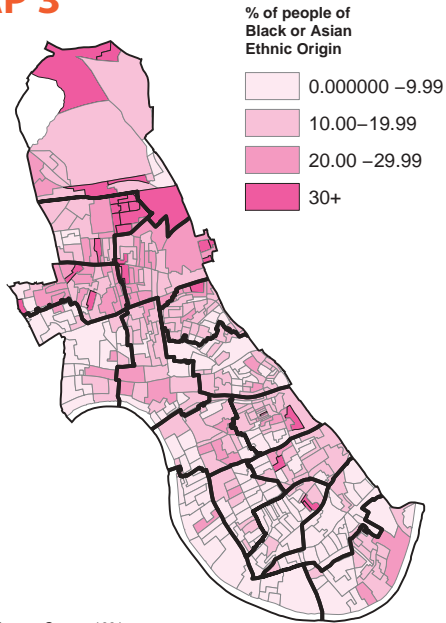 % of people of
Black or Asian
Ethnic Origin
0.000000 –9.99
10.00–19.99
20.00 –29.99
30+